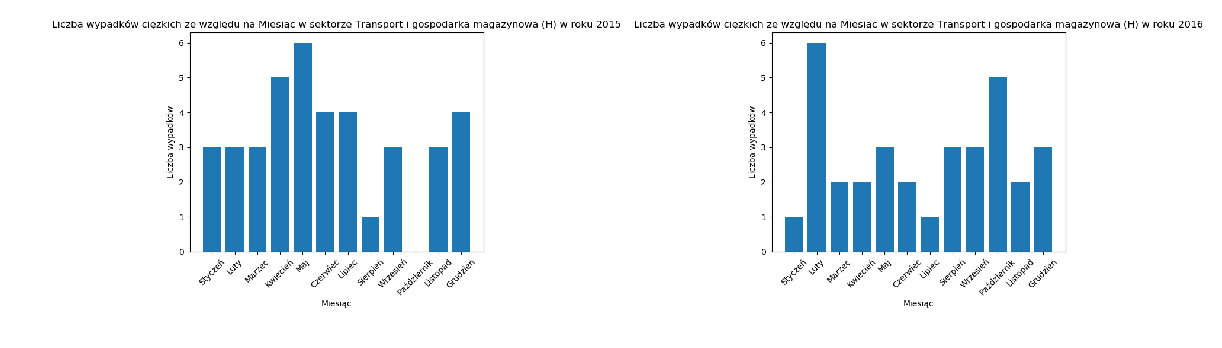 Liczba wypadków ciężkich ze względu na Miesiąc w sektorze Transport i gospodarka magazynowa (H) w roku 2015
6
5
4
3
2
1
0
Liczba wypadków
Styczeń
Luty
Marzec
Kwiecień
Maj
Czerwiec
Lipiec
Sierpień
Wrzesień
Październik
Listopad
Grudzień
Miesiąc
Liczba wypadków ciężkich ze względu na Miesiąc w sektorze Transport i gospodarka magazynowa (H) w roku 2016
6
5
4
3
2
1
0
Liczba wypadków
Styczeń
Luty
Marzec
Kwiecień
Maj
Czerwiec
Lipiec
Sierpień
Wrzesień
Październik
Listopad
Grudzień
Miesiąc